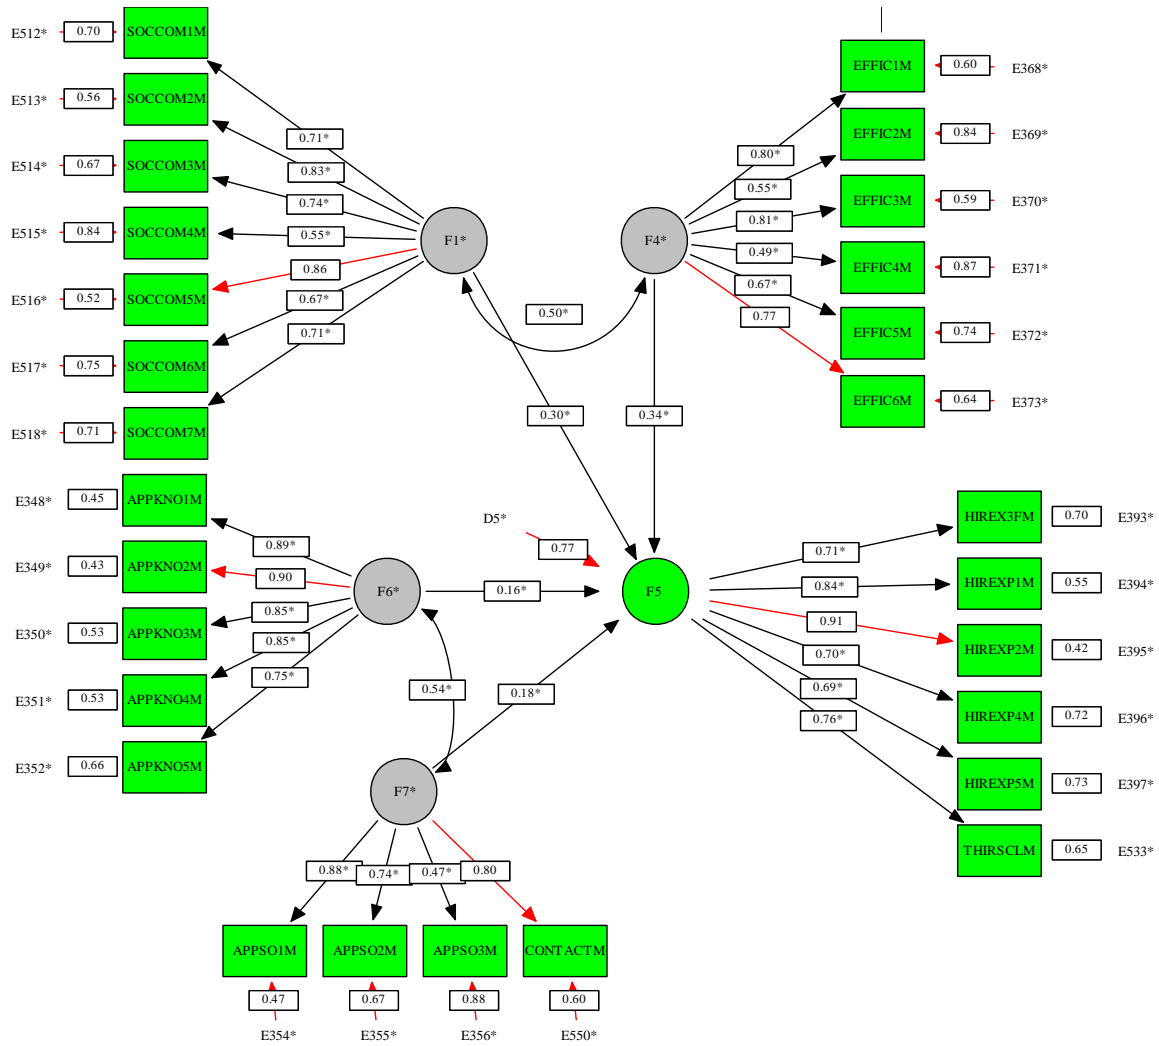 E512* 0.70 SOCCOM1M
E513* 0.56 SOCCOM2M
E514* 0.67 SOCCOM3M
E515* 0.84 SOCCOM4M
E516* 0.52 SOCCOM5M
E517* 0.75 SOCCOM6M
E518* 0.71 SOCCOM7M
0.71*
0.83*
0.74*
0.55*
0.86
0.67*
0.71*
F1*
F4*
0.50*
0.80*
0.55*
0.81*
0.49*
0.67*
0.77
EFFIC1M 0.60 E368*
EFFIC2M 0.84 E369*
EFFIC3M 0.59 E370*
EFFIC4M 0.87 E371*
EFFIC5M 0.74 E372*
EFFIC6M 0.64 E373*
0.30*
0.34*
E348* 0.45 APPKNO1M
E349* 0.43 APPKNO2M
E350* 0.53 APPKNO3M
E351* 0.53 APPKNO4M
E352* 0.66 APPKNO5M
0.89*
0.90
0.85*
0.85*
0.75*
F6*
D5*
0.77
0.16*
F5
0.54*
0.18*
0.71*
0.84*
0.91
0.70*
0.69*
0.76*
HIREX3FM 0.70 E393*
HIREXP1M 0.55 E394*
HIREXP2M 0.42 E395*
HIREXP4M 0.72 E396*
HIREXP5M 0.73 E397*
THIRSCLM 0.65 E533*
F7*
0.88* 0.74* 0.47* 0.80
APPSO1M APPSO2M APPSO3M CONTACTM
0.47 0.67 0.88 0.60
E354* E355* E356* E550*